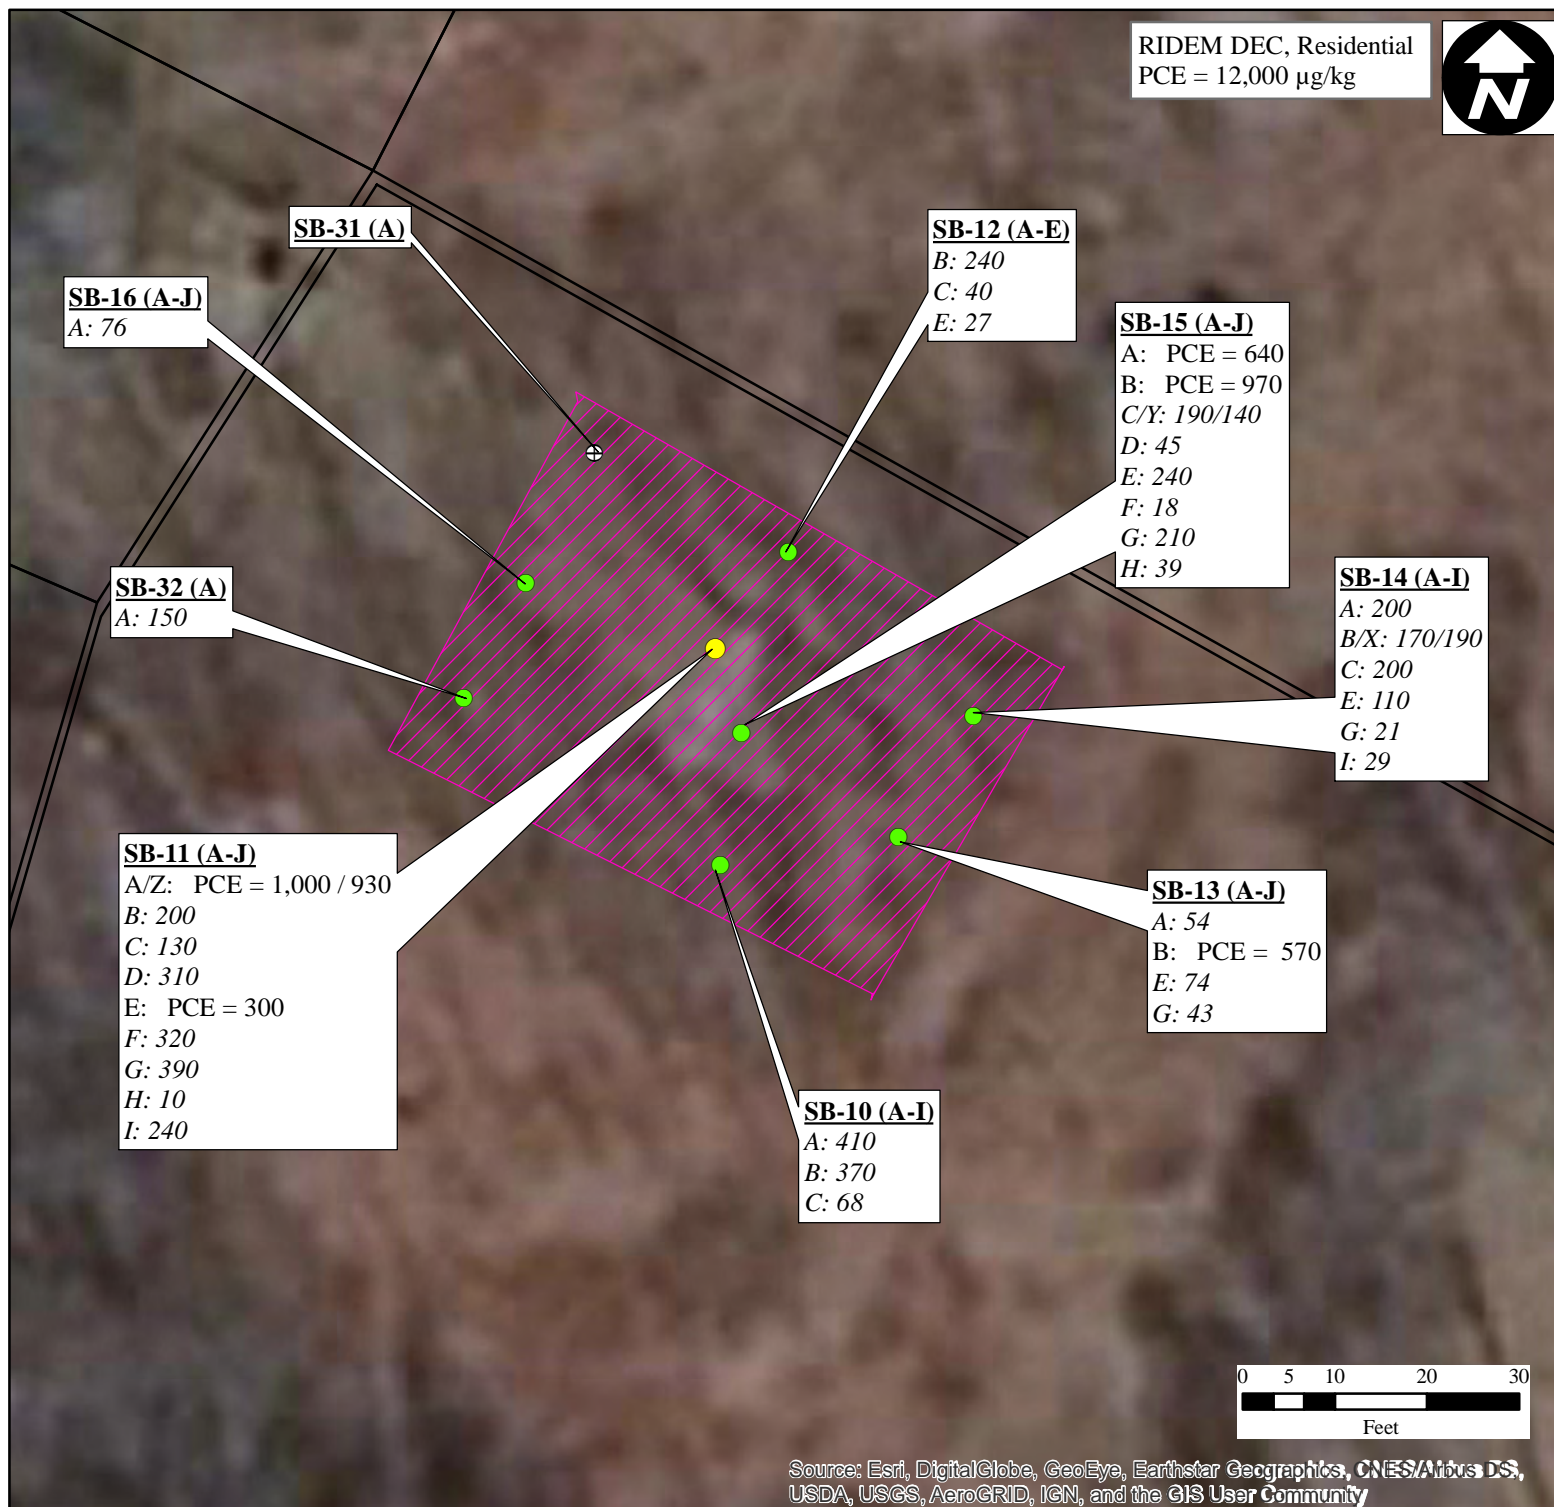 RIDEM DEC, Residential
PCE = 12,000 µg/kg
N
SB-31 (A)
SB-12 (A-E)
B: 240
C: 40
E: 27
SB-16 (A-J)
A: 76
SB-15 (A-J)
A: PCE = 640
B: PCE = 970
C/Y: 190/140
D: 45
E: 240
F: 18
G: 210
H: 39
SB-32 (A)
A: 150
SB-14 (A-I)
A: 200
B/X: 170/190
C: 200
E: 110
G: 21
I: 29
SB-11 (A-J)
A/Z: PCE = 1,000 / 930
B: 200
C: 130
D: 310
E: PCE = 300
F: 320
G: 390
H: 10
I: 240
SB-13 (A-J)
A: 54
B: PCE = 570
E: 74
G: 43
SB-10 (A-I)
A: 410
B: 370
C: 68
0 5 10 20 30
Feet
Source: Esri, DigitalGlobe, GeoEye, Earthstar Geographics, CNES/Airbus DS,
USDA, USGS, AeroGRID, IGN, and the GIS User Community